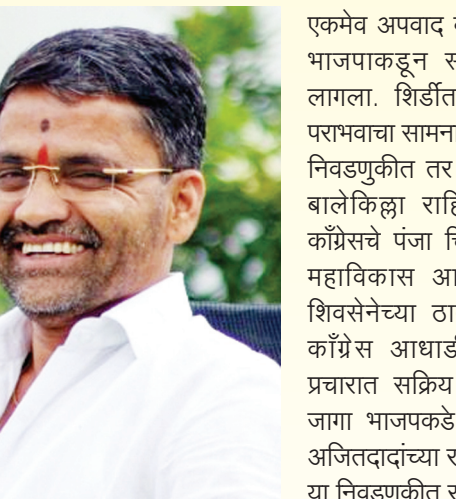 एकमेव अपवाद
भाजपाकडून
लागला. शिर्डीत
पराभवाचा सामना
निवडणुकीत तर
बालेकिल्ला
काँग्रेसचे पंजा
महाविकास
शिवसेनेच्या
काँग्रेस आघाडी
प्रचारात सक्रिय
जागा भाजपकडे
अजितदादांच्या
या निवडणुकीत